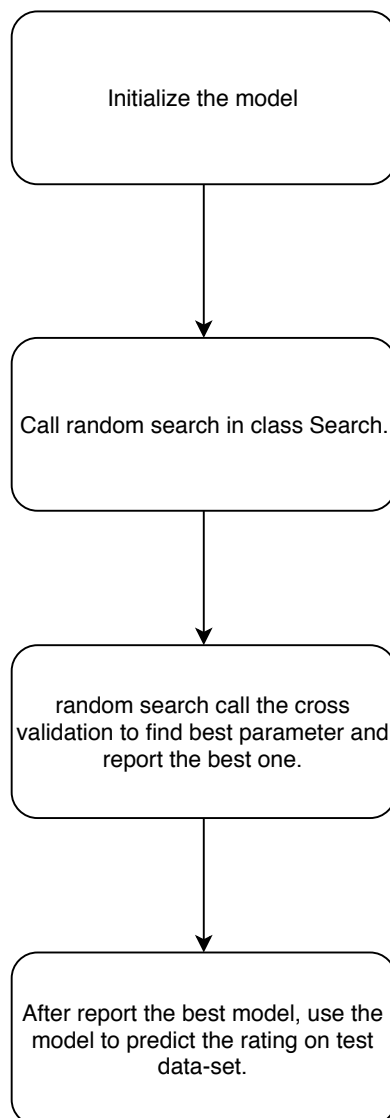 Initialize the model
Call random search in class Search.
random search call the cross
validation to find best parameter and
report the best one.
After report the best model, use the
model to predict the rating on test
data-set.